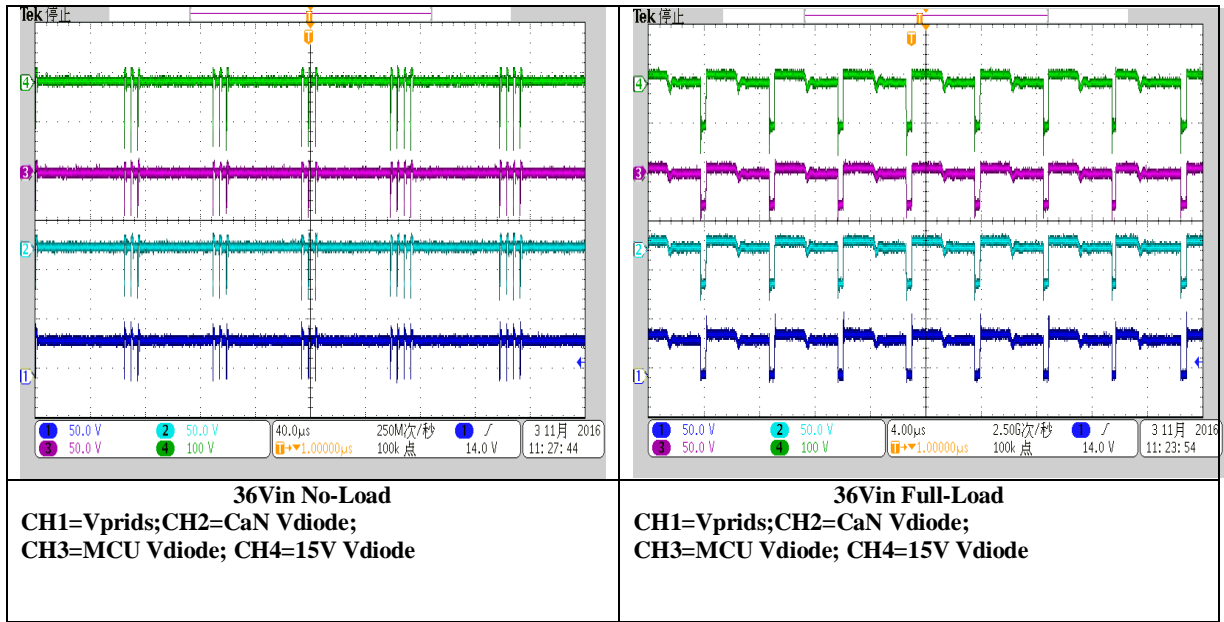 Tek 停止
T
T
4
3
2
1
1 50.0 V 2 50.0 V 40.0µs 250M次/秒 1 / 3 11月 2016
3 50.0 V 4 100 V T→▼1.00000µs 100k 点 14.0 V 11:27:44
36Vin No-Load
CH1=Vprids;CH2=CaN Vdiode;
CH3=MCU Vdiode; CH4=15V Vdiode
Tek 停止
T
T
4
3
2
1
1 50.0 V 2 50.0 V 4.00µs 2.50G次/秒 1 / 3 11月 2016
3 50.0 V 4 100 V T→▼1.00000µs 100k 点 14.0 V 11:23:54
36Vin Full-Load
CH1=Vprids;CH2=CaN Vdiode;
CH3=MCU Vdiode; CH4=15V Vdiode